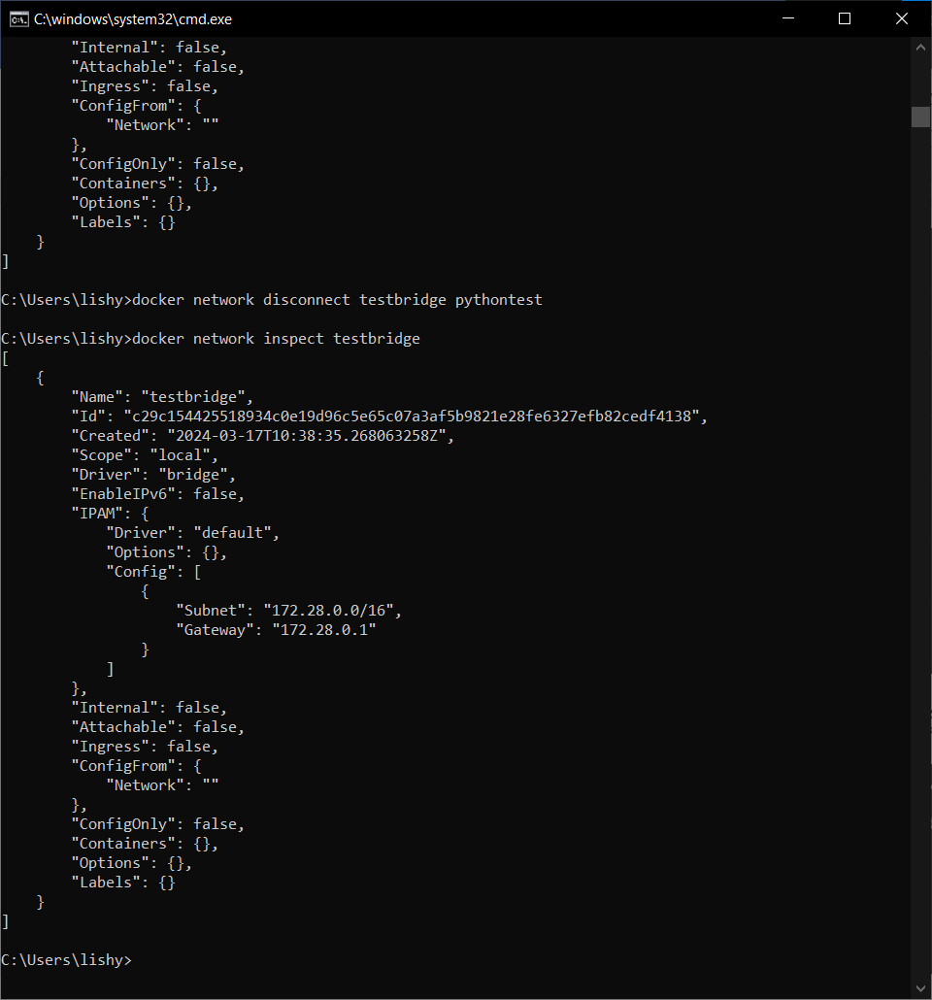 C:\windows\system32\cmd.exe
        "Internal": false,
        "Attachable": false,
        "Ingress": false,
        "ConfigFrom": {
            "Network": ""
        },
        "ConfigOnly": false,
        "Containers": {},
        "Options": {},
        "Labels": {}
    }
]
C:\Users\lishy>docker network disconnect testbridge pythontest
C:\Users\lishy>docker network inspect testbridge
[
    {
        "Name": "testbridge",
        "Id": "c29c154425518934c0e19d96c5e65c07a3af5b9821e28fe6327efb82cedf4138",
        "Created": "2024-03-17T10:38:35.268063258Z",
        "Scope": "local",
        "Driver": "bridge",
        "EnableIPv6": false,
        "IPAM": {
            "Driver": "default",
            "Options": {},
            "Config": [
                {
                    "Subnet": "172.28.0.0/16",
                    "Gateway": "172.28.0.1"
                }
            ]
        },
        "Internal": false,
        "Attachable": false,
        "Ingress": false,
        "ConfigFrom": {
            "Network": ""
        },
        "ConfigOnly": false,
        "Containers": {},
        "Options": {},
        "Labels": {}
    }
]
C:\Users\lishy>